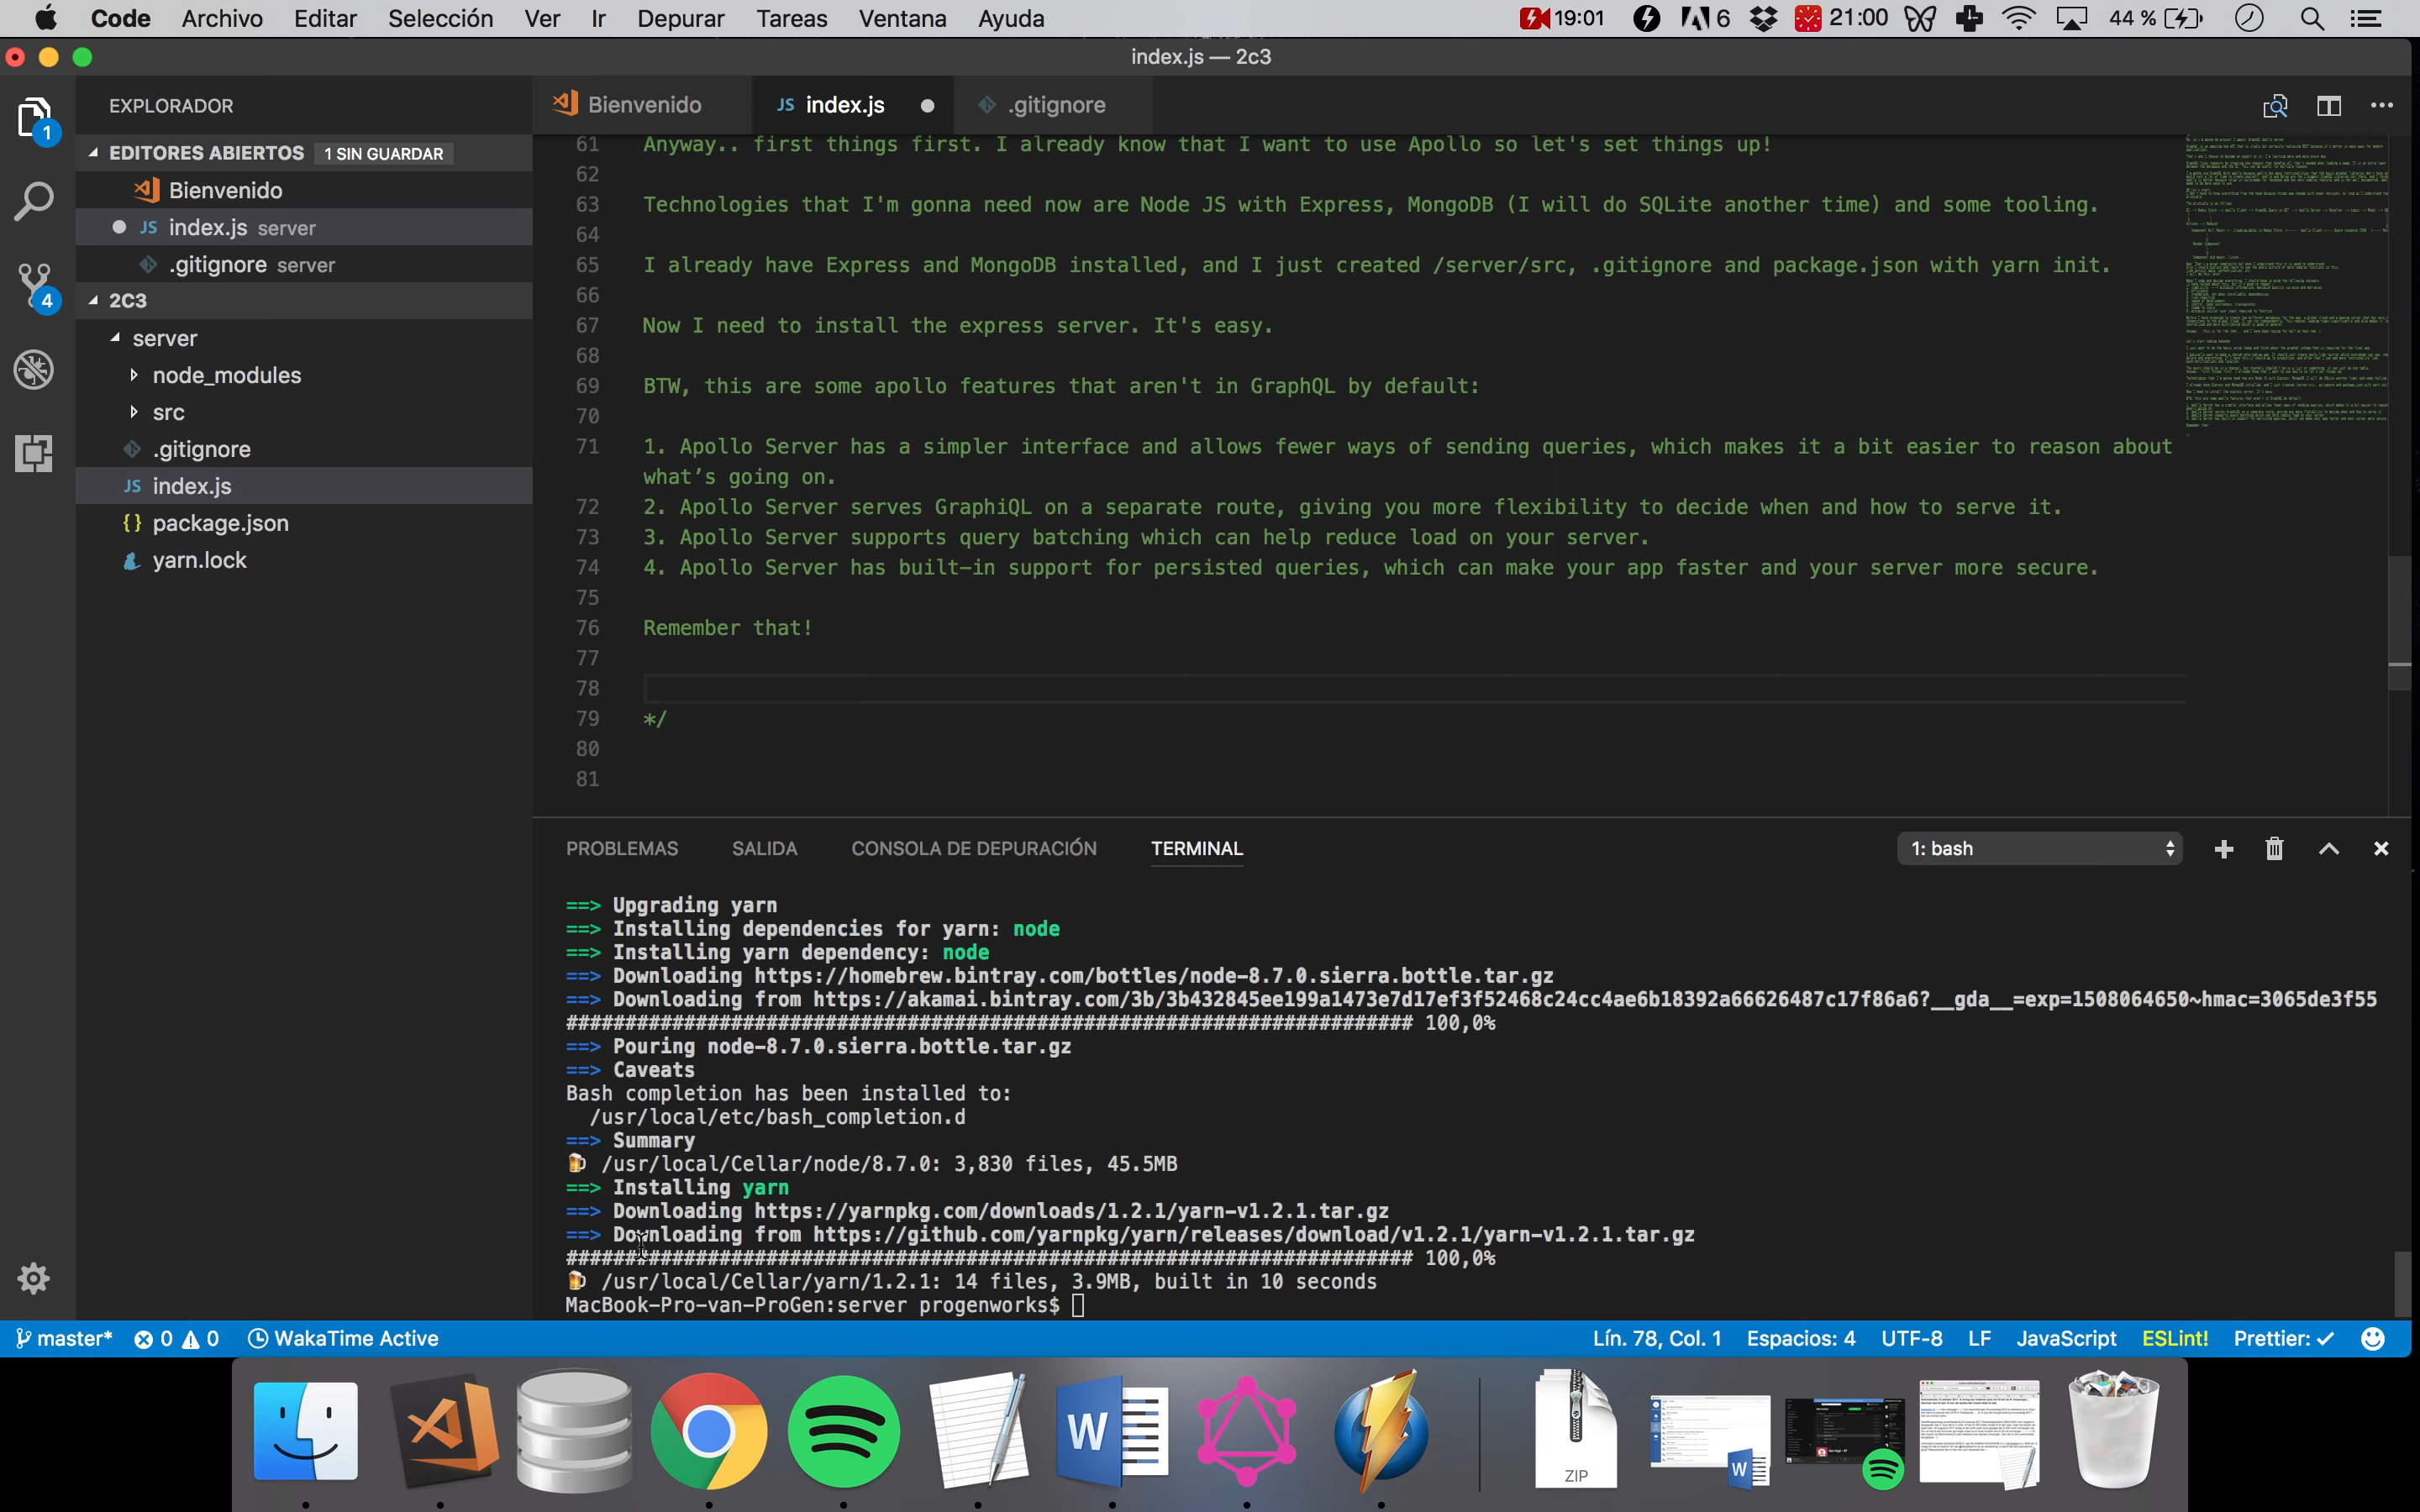 Code Archivo Editar Selección Ver Ir Depurar Tareas Ventana Ayuda 19:01 6 21:00 44 %
index.js — 2c3
EXPLORADOR
EDITORES ABIERTOS 1 SIN GUARDAR
Bienvenido
JS index.js server
.gitignore server
2C3
server
node_modules
src
.gitignore
JS index.js
{} package.json
yarn.lock
1
4
Bienvenido JS index.js .gitignore
61 Anyway.. first things first. I already know that I want to use Apollo so let's set things up!
62
63 Technologies that I'm gonna need now are Node JS with Express, MongoDB (I will do SQLite another time) and some tooling.
64
65 I already have Express and MongoDB installed, and I just created /server/src, .gitignore and package.json with yarn init.
66
67 Now I need to install the express server. It's easy.
68
69 BTW, this are some apollo features that aren't in GraphQL by default:
70
71 1. Apollo Server has a simpler interface and allows fewer ways of sending queries, which makes it a bit easier to reason about
what’s going on.
72 2. Apollo Server serves GraphiQL on a separate route, giving you more flexibility to decide when and how to serve it.
73 3. Apollo Server supports query batching which can help reduce load on your server.
74 4. Apollo Server has built-in support for persisted queries, which can make your app faster and your server more secure.
75
76 Remember that!
77
78
79 */
80
81
PROBLEMAS SALIDA CONSOLA DE DEPURACIÓN TERMINAL 1: bash
==> Upgrading yarn
==> Installing dependencies for yarn: node
==> Installing yarn dependency: node
==> Downloading https://homebrew.bintray.com/bottles/node-8.7.0.sierra.bottle.tar.gz
==> Downloading from https://akamai.bintray.com/3b/3b432845ee199a1473e7d17ef3f52468c24cc4ae6b18392a66626487c17f86a6?__gda__=exp=1508064650~hmac=3065de3f55
######################################################################## 100,0%
==> Pouring node-8.7.0.sierra.bottle.tar.gz
==> Caveats
Bash completion has been installed to:
/usr/local/etc/bash_completion.d
==> Summary
🍺 /usr/local/Cellar/node/8.7.0: 3,830 files, 45.5MB
==> Installing yarn
==> Downloading https://yarnpkg.com/downloads/1.2.1/yarn-v1.2.1.tar.gz
==> Downloading from https://github.com/yarnpkg/yarn/releases/download/v1.2.1/yarn-v1.2.1.tar.gz
######################################################################## 100,0%
🍺 /usr/local/Cellar/yarn/1.2.1: 14 files, 3.9MB, built in 10 seconds
MacBook-Pro-van-ProGen:server progenworks$
master* 0 0 WakaTime Active Lín. 78, Col. 1 Espacios: 4 UTF-8 LF JavaScript ESLint! Prettier: ✓
W
ZIP
W